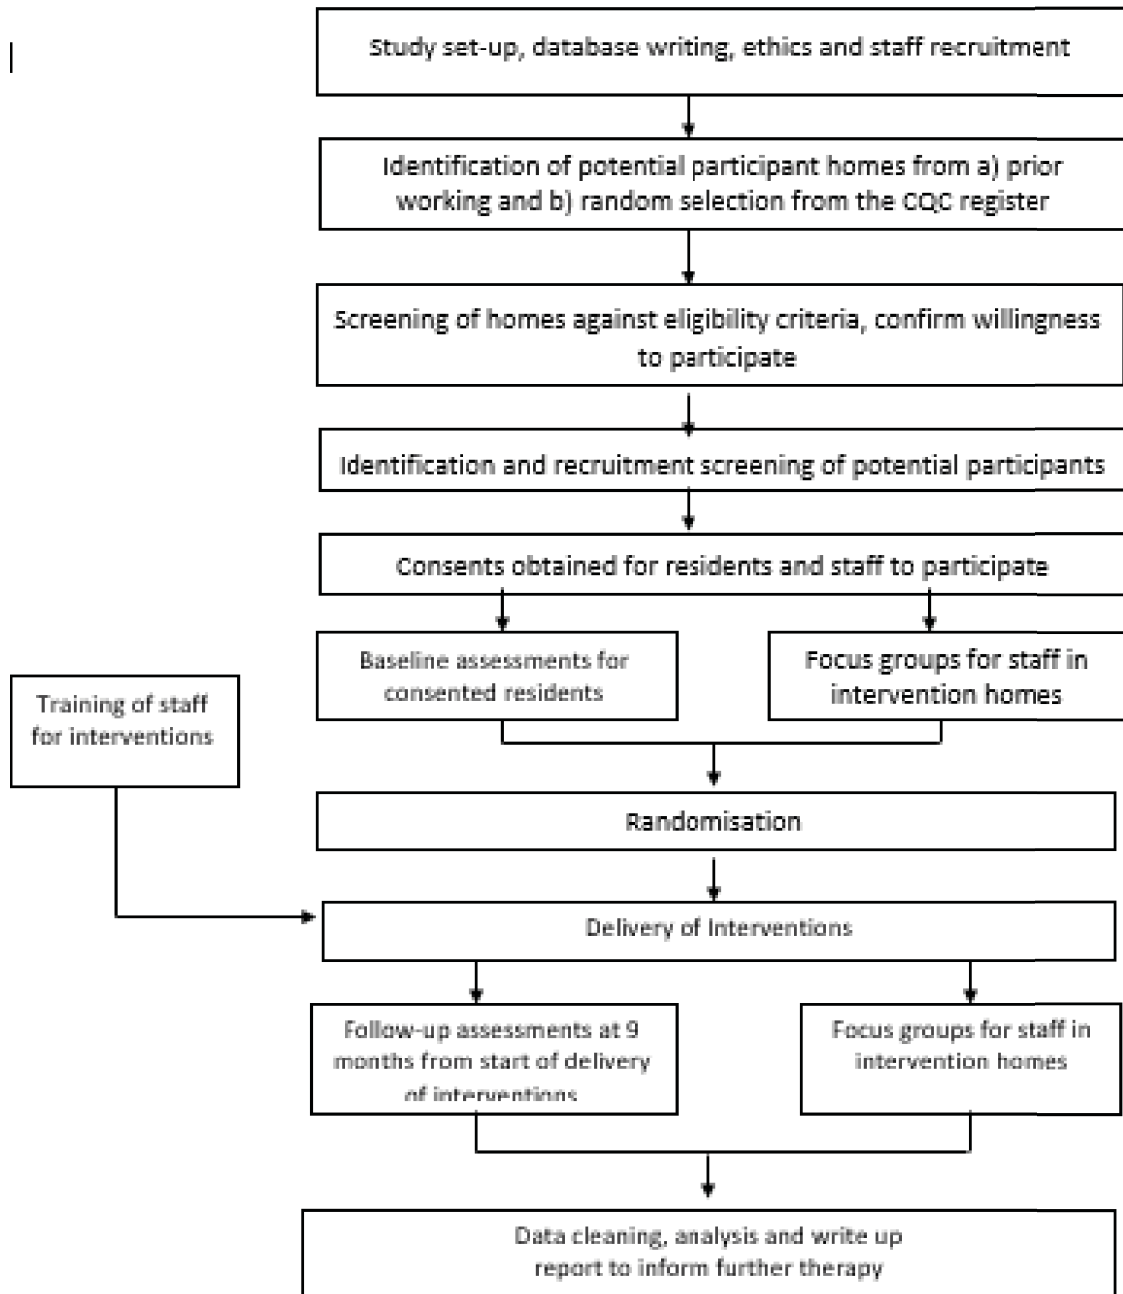 Study set-up, database writing, ethics and staff recruitment
Identification of potential participant homes from a) prior
working and b) random selection from the CQC register
Screening of homes against eligibility criteria, confirm willingness
to participate
Identification and recruitment screening of potential participants
Consents obtained for residents and staff to participate
Baseline assessments for
consented residents
Focus groups for staff in
intervention homes
Training of staff
for interventions
Randomisation
Delivery of Interventions
Follow-up assessments at 9
months from start of delivery
of interventions
Focus groups for staff in
intervention homes
Data cleaning, analysis and write up
report to inform further therapy